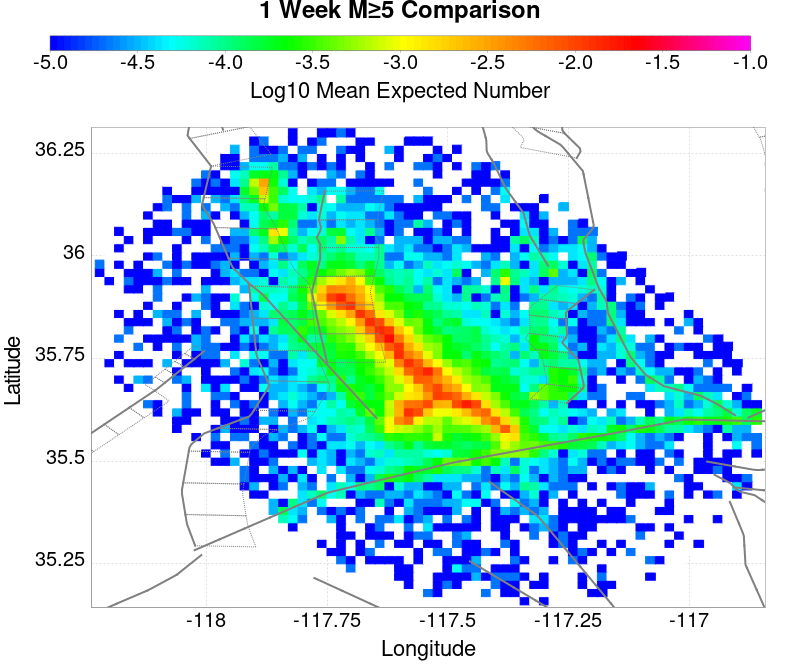 1 Week M≥5 Comparison
-5.0 -4.5 -4.0 -3.5 -3.0 -2.5 -2.0 -1.5 -1.0
Log10 Mean Expected Number
36.25
36
35.75
35.5
35.25
Latitude
-118 -117.75 -117.5 -117.25 -117
Longitude